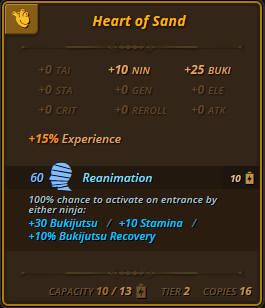 Heart of Sand
+0 TAI +10 NIN +25 BUKI
+0 STA +0 GEN +0 ELE
+0 CRIT +0 REROLL +0 ATK
+15% Experience
60 Reanimation 10
100% chance to activate on entrance by
either ninja:
+30 Bukijutsu / +10 Stamina /
+10% Bukijutsu Recovery
CAPACITY 10 / 13 TIER 2 COPIES 16